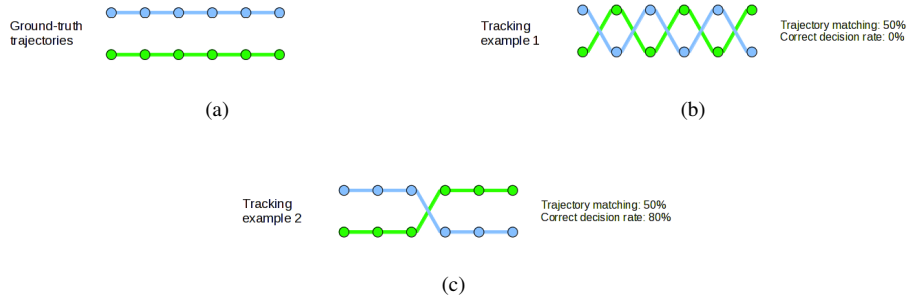 Ground-truth
trajectories
(a)
Tracking
example 1
Trajectory matching: 50%
Correct decision rate: 0%
(b)
Tracking
example 2
Trajectory matching: 50%
Correct decision rate: 80%
(c)